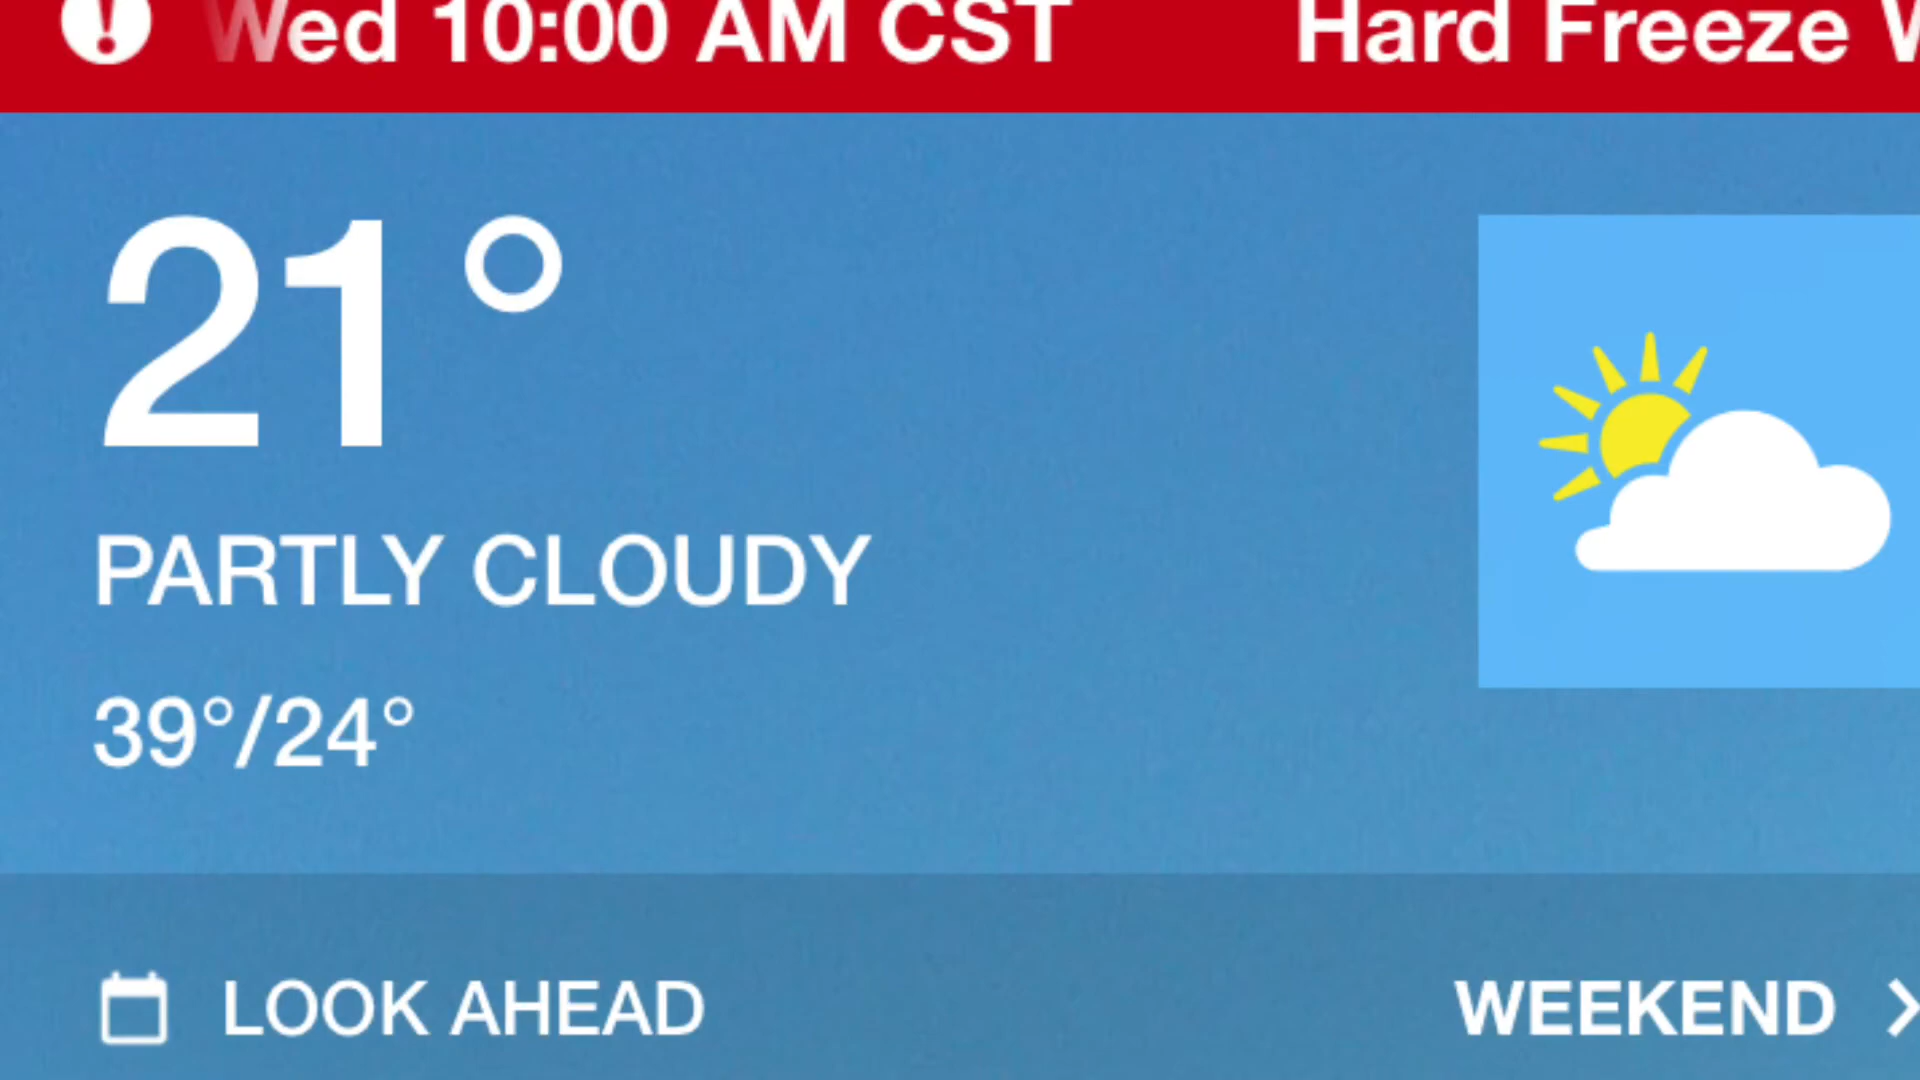 Wed 10:00 AM CST Hard Freeze
21°
PARTLY CLOUDY
39°/24°
LOOK AHEAD WEEKEND